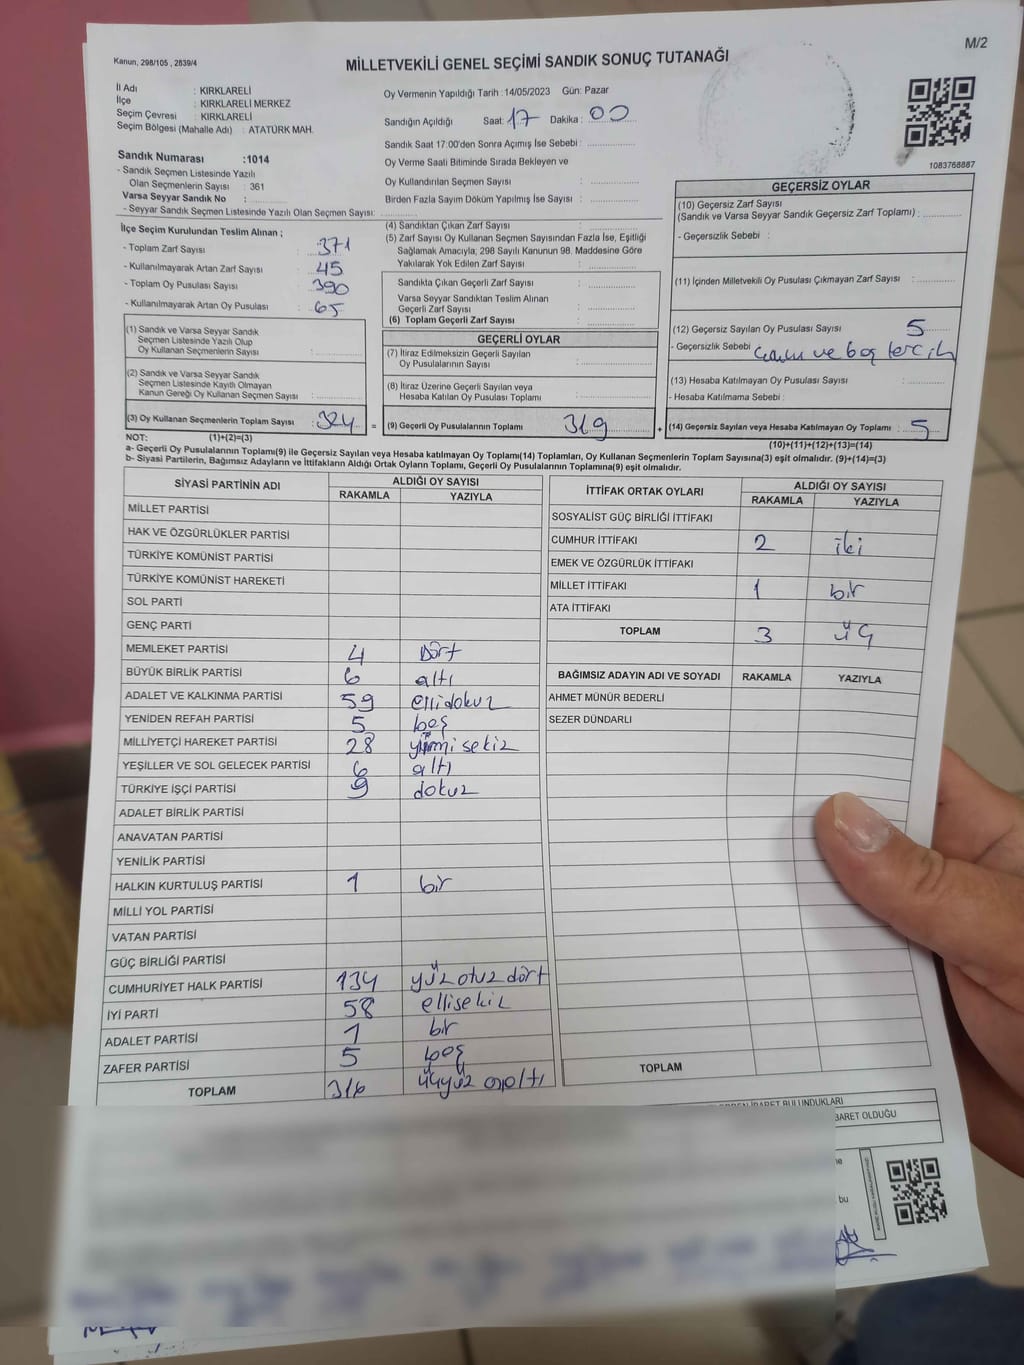 Kanun, 298/105 , 2839/4
M/2
MİLLETVEKİLİ GENEL SEÇİMİ SANDIK SONUÇ TUTANAĞI
İl Adı : KIRKLARELİ
İlçe : KIRKLARELİ MERKEZ
Seçim Çevresi : KIRKLARELİ
Seçim Bölgesi (Mahalle Adı) : ATATÜRK MAH.
Sandık Numarası :1014
- Sandık Seçmen Listesinde Yazılı
Olan Seçmenlerin Sayısı : 361
Varsa Seyyar Sandık No :
- Seyyar Sandık Seçmen Listesinde Yazılı Olan Seçmen Sayısı:
Oy Vermenin Yapıldığı Tarih :14/05/2023 Gün: Pazar
Sandığın Açıldığı Saat: 17 Dakika : 00
Sandık Saat 17:00'den Sonra Açımış İse Sebebi :
Oy Verme Saati Bitiminde Sırada Bekleyen ve
Oy Kullandırılan Seçmen Sayısı :
Birden Fazla Sayım Döküm Yapılmış İse Sayısı :
1083768887
İlçe Seçim Kurulundan Teslim Alınan ;
- Toplam Zarf Sayısı : 371
- Kullanılmayarak Artan Zarf Sayısı : 45
- Toplam Oy Pusulası Sayısı : 390
- Kullanılmayarak Artan Oy Pusulası : 65
(1) Sandık ve Varsa Seyyar Sandık
Seçmen Listesinde Yazılı Olup
Oy Kullanan Seçmenlerin Sayısı :
(2) Sandık ve Varsa Seyyar Sandık
Seçmen Listesinde Kayıtlı Olmayan
Kanun Gereği Oy Kullanan Seçmen Sayısı :
(3) Oy Kullanan Seçmenlerin Toplam Sayısı : 324 =
(4) Sandıktan Çıkan Zarf Sayısı :
(5) Zarf Sayısı Oy Kullanan Seçmen Sayısından Fazla İse, Eşitliği
Sağlamak Amacıyla; 298 Sayılı Kanunun 98. Maddesine Göre
Yakılarak Yok Edilen Zarf Sayısı :
Sandıkta Çıkan Geçerli Zarf Sayısı :
Varsa Seyyar Sandıktan Teslim Alınan
Geçerli Zarf Sayısı :
(6) Toplam Geçerli Zarf Sayısı :
GEÇERLİ OYLAR
(7) İtiraz Edilmeksizin Geçerli Sayılan
Oy Pusulalarının Sayısı :
(8) İtiraz Üzerine Geçerli Sayılan veya
Hesaba Katılan Oy Pusulası Toplamı :
(9) Geçerli Oy Pusulalarının Toplamı : 319 +
GEÇERSİZ OYLAR
(10) Geçersiz Zarf Sayısı
(Sandık ve Varsa Seyyar Sandık Geçersiz Zarf Toplamı) :
- Geçersizlik Sebebi :
(11) İçinden Milletvekili Oy Pusulası Çıkmayan Zarf Sayısı :
(12) Geçersiz Sayılan Oy Pusulası Sayısı : 5
- Geçersizlik Sebebi : ve boş tercih
(13) Hesaba Katılmayan Oy Pusulası Sayısı :
- Hesaba Katılmama Sebebi :
(14) Geçersiz Sayılan veya Hesaba Katılmayan Oy Toplamı : 5
NOT: (1)+(2)=(3)
(10)+(11)+(12)+(13)=(14)
a- Geçerli Oy Pusulalarının Toplamı(9) ile Geçersiz Sayılan veya Hesaba katılmayan Oy Toplamı(14) Toplamları, Oy Kullanan Seçmenlerin Toplam Sayısına(3) eşit olmalıdır. (9)+(14)=(3)
b- Siyasi Partilerin, Bağımsız Adayların ve İttifakların Aldığı Ortak Oyların Toplamı, Geçerli Oy Pusulalarının Toplamına(9) eşit olmalıdır.
SİYASİ PARTİNİN ADI ALDIĞI OY SAYISI
RAKAMLA YAZIYLA
MİLLET PARTİSİ
HAK VE ÖZGÜRLÜKLER PARTİSİ
TÜRKİYE KOMÜNİST PARTİSİ
TÜRKİYE KOMÜNİST HAREKETİ
SOL PARTİ
GENÇ PARTİ
MEMLEKET PARTİSİ 4 Dört
BÜYÜK BİRLİK PARTİSİ 6 altı
ADALET VE KALKINMA PARTİSİ 59 ellidokuz
YENİDEN REFAH PARTİSİ 5 beş
MİLLİYETÇİ HAREKET PARTİSİ 28 yirmi sekiz
YEŞİLLER VE SOL GELECEK PARTİSİ 6 altı
TÜRKİYE İŞÇİ PARTİSİ 9 dokuz
ADALET BİRLİK PARTİSİ
ANAVATAN PARTİSİ
YENİLİK PARTİSİ
HALKIN KURTULUŞ PARTİSİ 1 bir
MİLLİ YOL PARTİSİ
VATAN PARTİSİ
GÜÇ BİRLİĞİ PARTİSİ
CUMHURİYET HALK PARTİSİ 134 yüz otuz dört
İYİ PARTİ 58 ellisekiz
ADALET PARTİSİ 1 bir
ZAFER PARTİSİ 5 beş
TOPLAM 316 üçyüz onaltı
İTTİFAK ORTAK OYLARI ALDIĞI OY SAYISI
RAKAMLA YAZIYLA
SOSYALİST GÜÇ BİRLİĞİ İTTİFAKI
CUMHUR İTTİFAKI 2 iki
EMEK VE ÖZGÜRLÜK İTTİFAKI
MİLLET İTTİFAKI 1 bir
ATA İTTİFAKI
TOPLAM 3 üç
BAĞIMSIZ ADAYIN ADI VE SOYADI RAKAMLA YAZIYLA
AHMET MÜNÜR BEDERLİ
SEZER DÜNDARLI
TOPLAM
İBARET BULUNDUKLARI
BARET OLDUĞU
bu